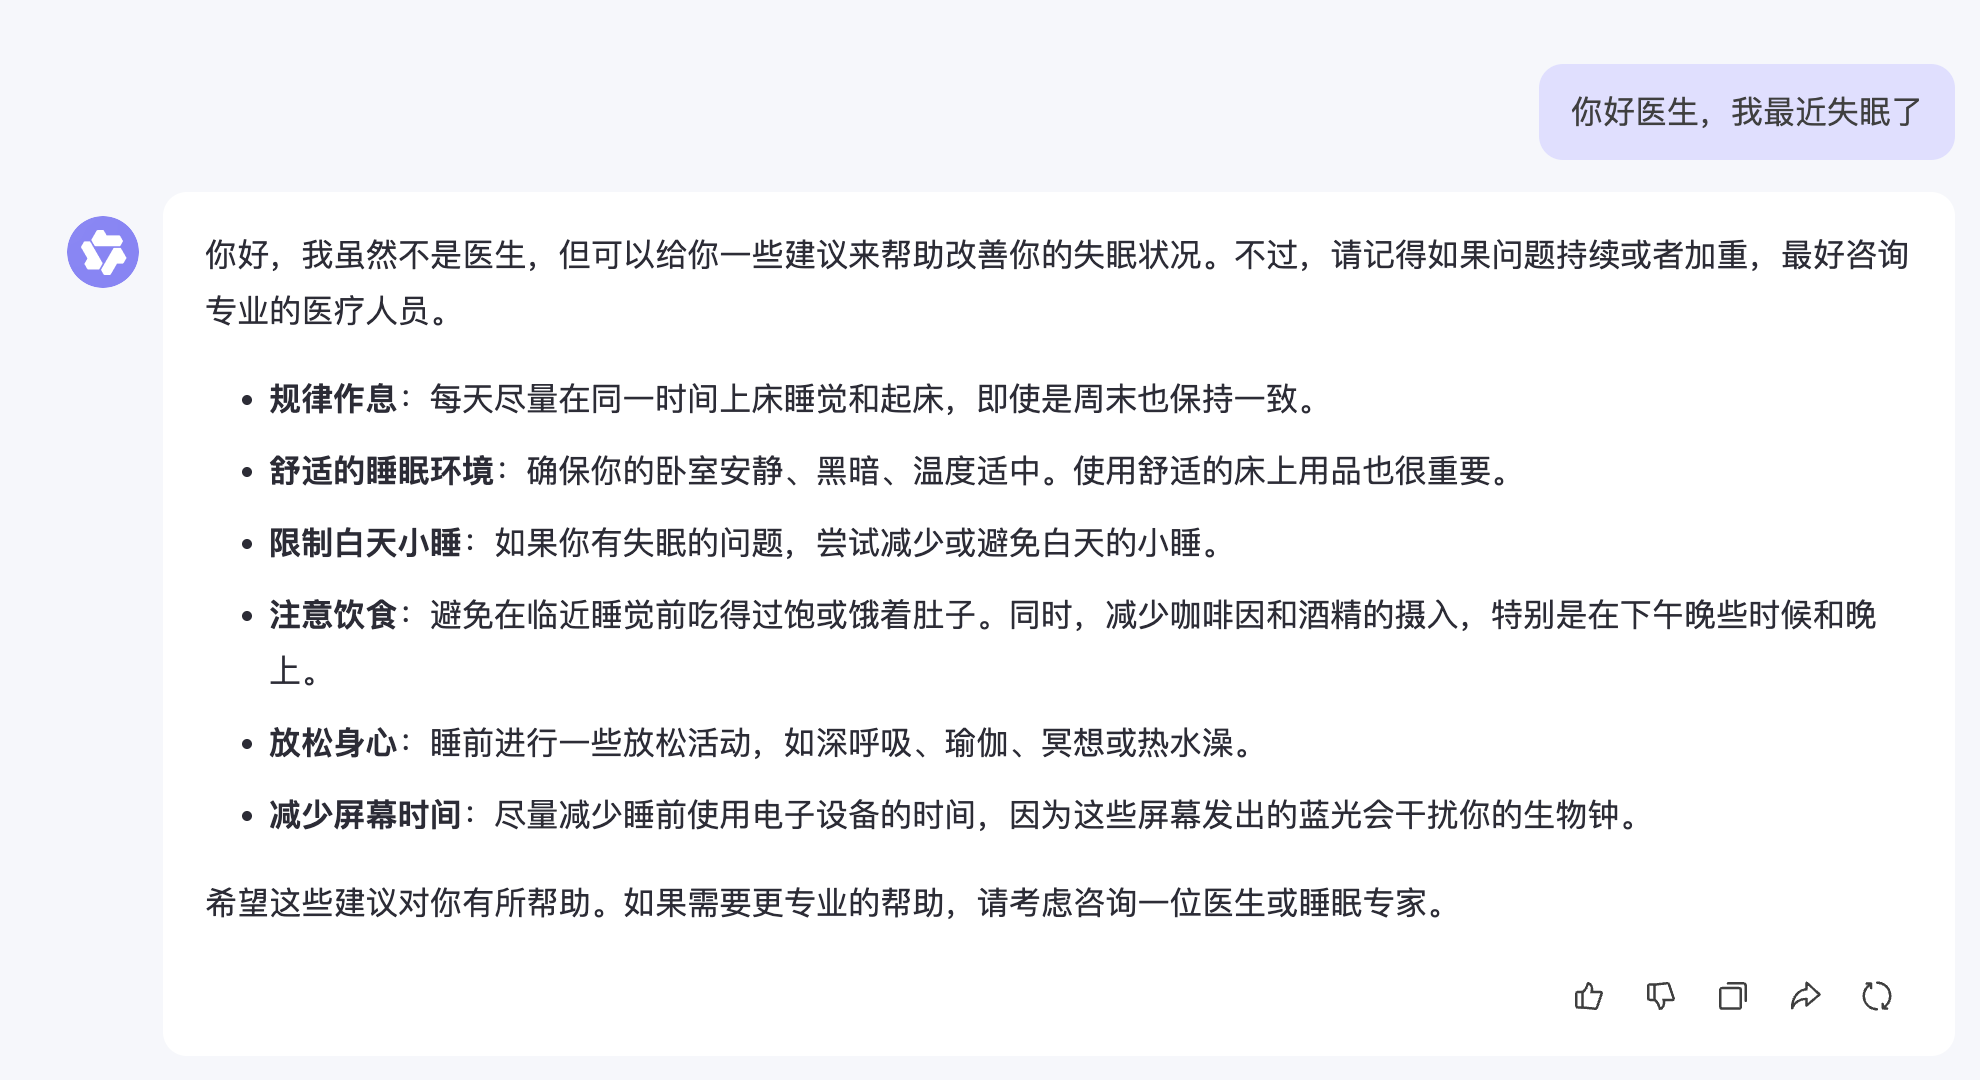 你好医生，我最近失眠了
你好，我虽然不是医生，但可以给你一些建议来帮助改善你的失眠状况。不过，请记得如果问题持续或者加重，最好咨询
专业的医疗人员。
• 规律作息：每天尽量在同一时间上床睡觉和起床，即使是周末也保持一致。
• 舒适的睡眠环境：确保你的卧室安静、黑暗、温度适中。使用舒适的床上用品也很重要。
• 限制白天小睡：如果你有失眠的问题，尝试减少或避免白天的小睡。
• 注意饮食：避免在临近睡觉前吃得过饱或饿着肚子。同时，减少咖啡因和酒精的摄入，特别是在下午晚些时候和晚
上。
• 放松身心：睡前进行一些放松活动，如深呼吸、瑜伽、冥想或热水澡。
• 减少屏幕时间：尽量减少睡前使用电子设备的时间，因为这些屏幕发出的蓝光会干扰你的生物钟。
希望这些建议对你有所帮助。如果需要更专业的帮助，请考虑咨询一位医生或睡眠专家。